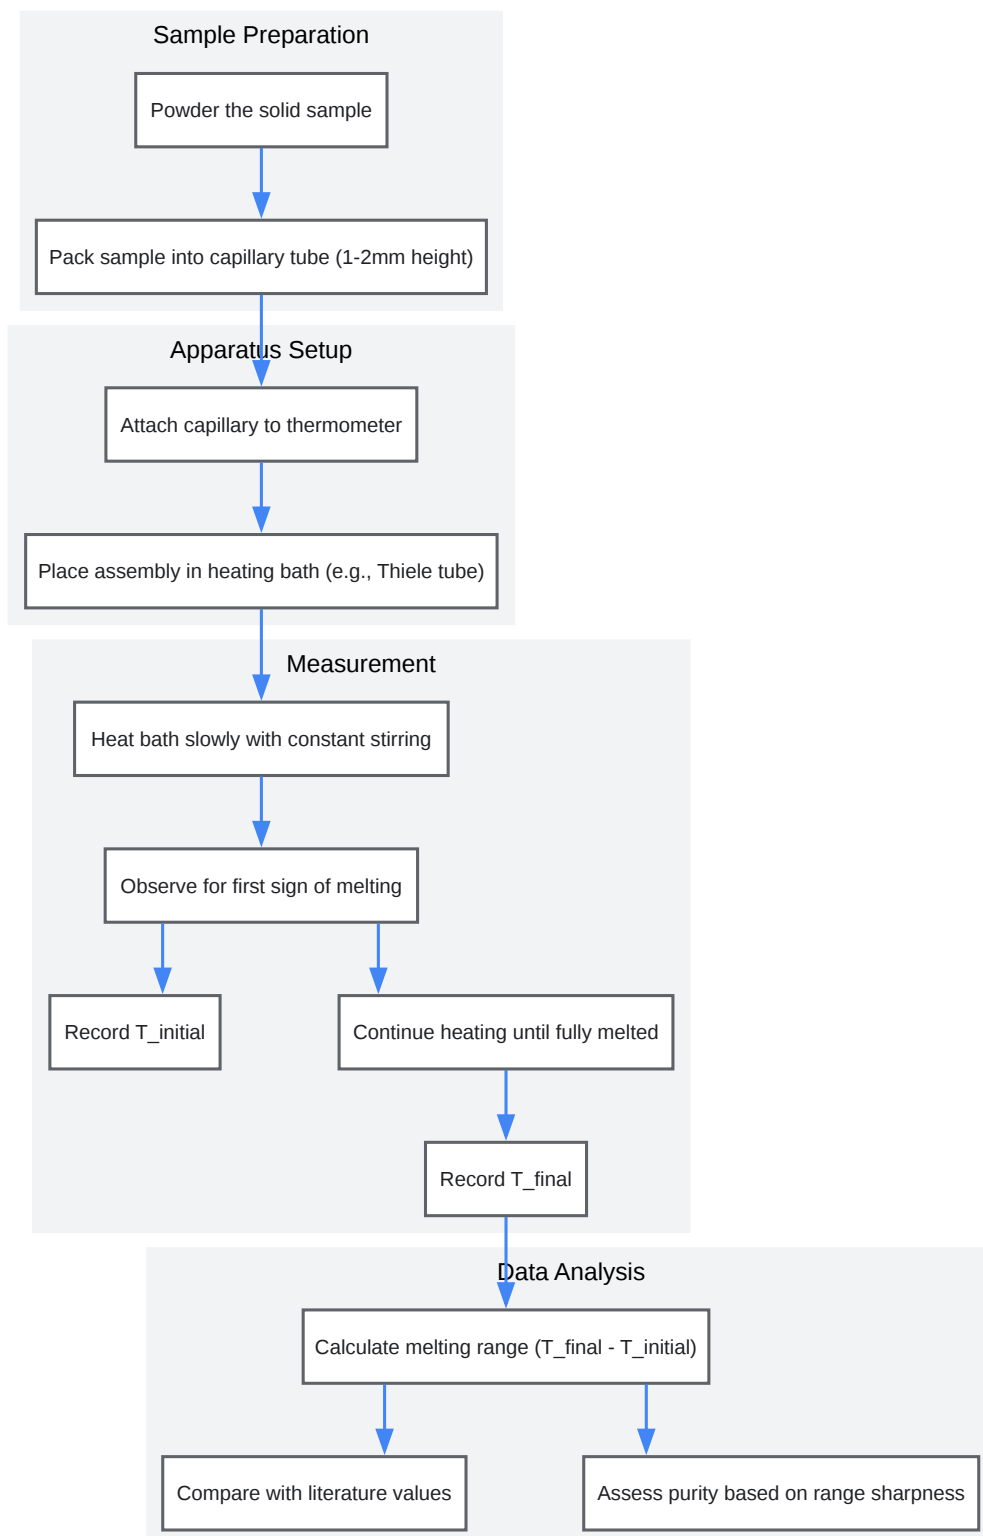 Sample Preparation
Powder the solid sample
Pack sample into capillary tube (1-2mm height)
Apparatus Setup
Attach capillary to thermometer
Place assembly in heating bath (e.g., Thiele tube)
Measurement
Heat bath slowly with constant stirring
Observe for first sign of melting
Record T_initial
Continue heating until fully melted
Record T_final
Data Analysis
Calculate melting range (T_final - T_initial)
Compare with literature values
Assess purity based on range sharpness